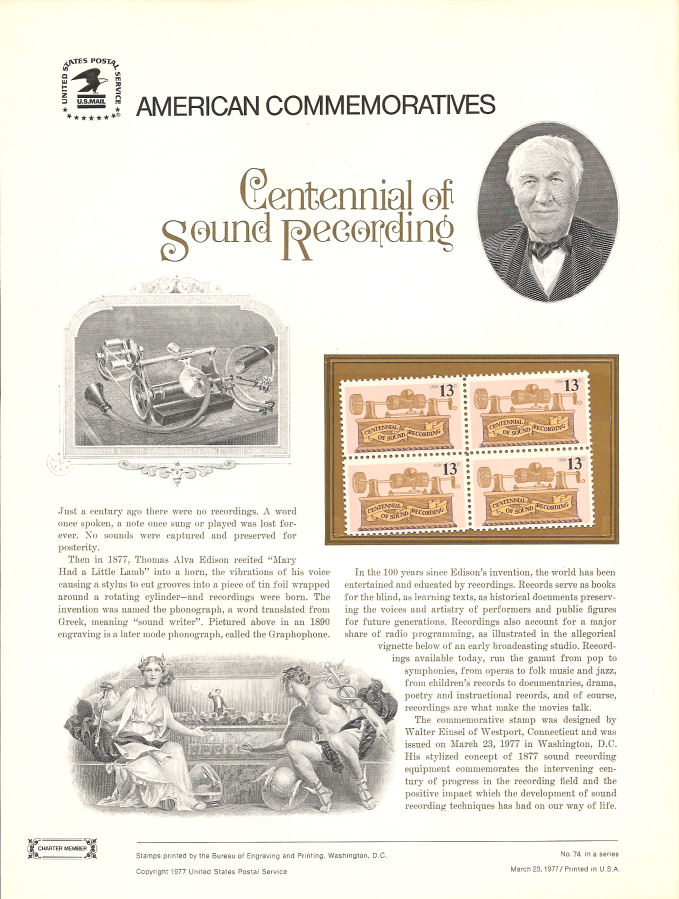 UNITED STATES POSTAL SERVICE
U.S.MAIL
AMERICAN COMMEMORATIVES
Centennial of
Sound Recording
USA 13c
CENTENNIAL
OF SOUND RECORDING
USA 13c
CENTENNIAL
OF SOUND RECORDING
USA 13c
CENTENNIAL
OF SOUND RECORDING
USA 13c
CENTENNIAL
OF SOUND RECORDING
Just a century ago there were no recordings. A word
once spoken, a note once sung or played was lost for-
ever. No sounds were captured and preserved for
posterity.
Then in 1877, Thomas Alva Edison recited “Mary
Had a Little Lamb” into a horn, the vibrations of his voice
causing a stylus to cut grooves into a piece of tin foil wrapped
around a rotating cylinder—and recordings were born. The
invention was named the phonograph, a word translated from
Greek, meaning “sound writer”. Pictured above in an 1890
engraving is a later mode phonograph, called the Graphophone.
In the 100 years since Edison's invention, the world has been
entertained and educated by recordings. Records serve as books
for the blind, as learning texts, as historical documents preserv-
ing the voices and artistry of performers and public figures
for future generations. Recordings also account for a major
share of radio programming, as illustrated in the allegorical
vignette below of an early broadcasting studio. Record-
ings available today, run the gamut from pop to
symphonies, from operas to folk music and jazz,
from children's records to documentaries, drama,
poetry and instructional records, and of course,
recordings are what make the movies talk.
The commemorative stamp was designed by
Walter Einsel of Westport, Connecticut and was
issued on March 23, 1977 in Washington, D.C.
His stylized concept of 1877 sound recording
equipment commemorates the intervening cen-
tury of progress in the recording field and the
positive impact which the development of sound
recording techniques has had on our way of life.
CHARTER MEMBER
Stamps printed by the Bureau of Engraving and Printing, Washington, D.C.
Copyright 1977 United States Postal Service
No. 74 in a series
March 23, 1977/ Printed in U.S.A.